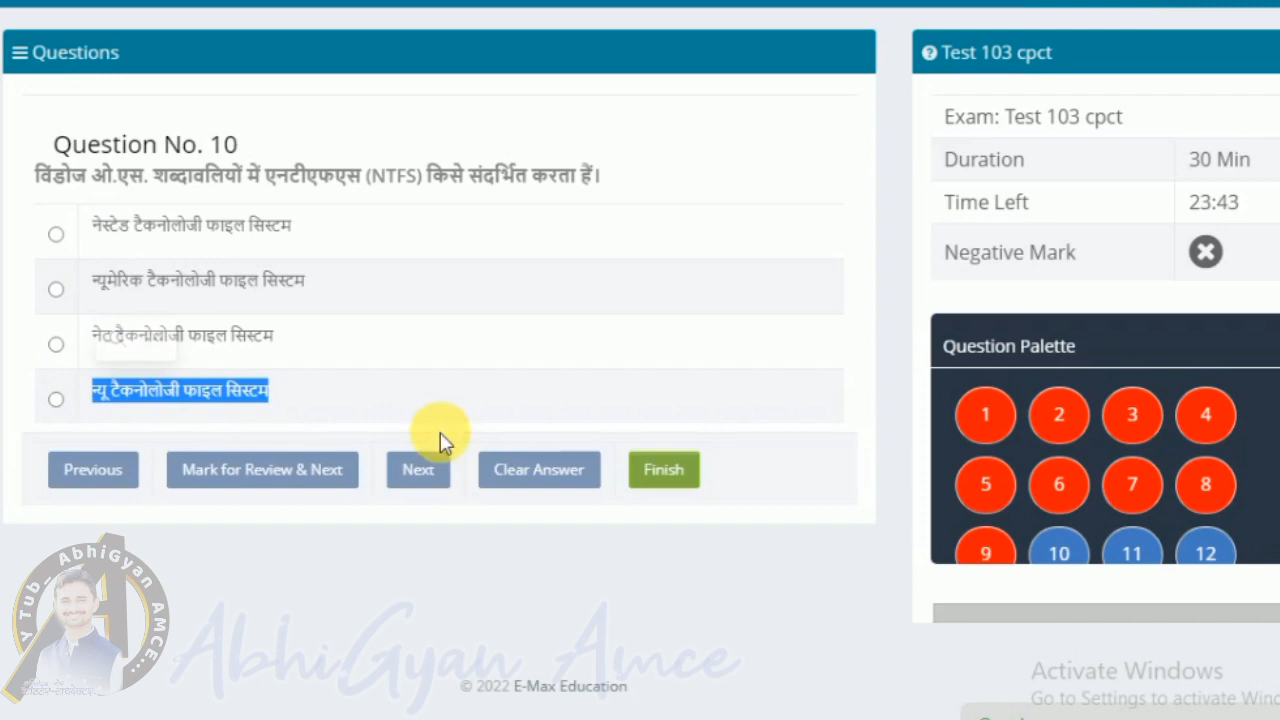 Questions
Test 103 cpct
Question No. 10
विंडोज ओ.एस. शब्दावलियों में एनटीएफएस (NTFS) किसे संदर्भित करता हैं।
नेस्टेड टैकनोलोजी फाइल सिस्टम
न्यूमेरिक टैकनोलोजी फाइल सिस्टम
नेट टैकनोलोजी फाइल सिस्टम
न्यू टैकनोलोजी फाइल सिस्टम
Previous
Mark for Review & Next
Next
Clear Answer
Finish
Exam: Test 103 cpct
Duration 30 Min
Time Left 23:43
Negative Mark
Question Palette
1 2 3 4
5 6 7 8
9 10 11 12
Y Tub_ AbhiGyan AMCE...
AbhiGyan Amce
© 2022 E-Max Education
Activate Windows
Go to Settings to activate